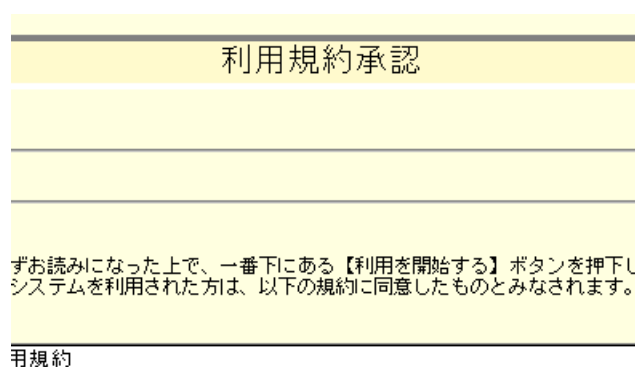 利用規約承認
ずお読みになった上で、一番下にある【利用を開始する】ボタンを押下し
システムを利用された方は、以下の規約に同意したものとみなされます。
用規約